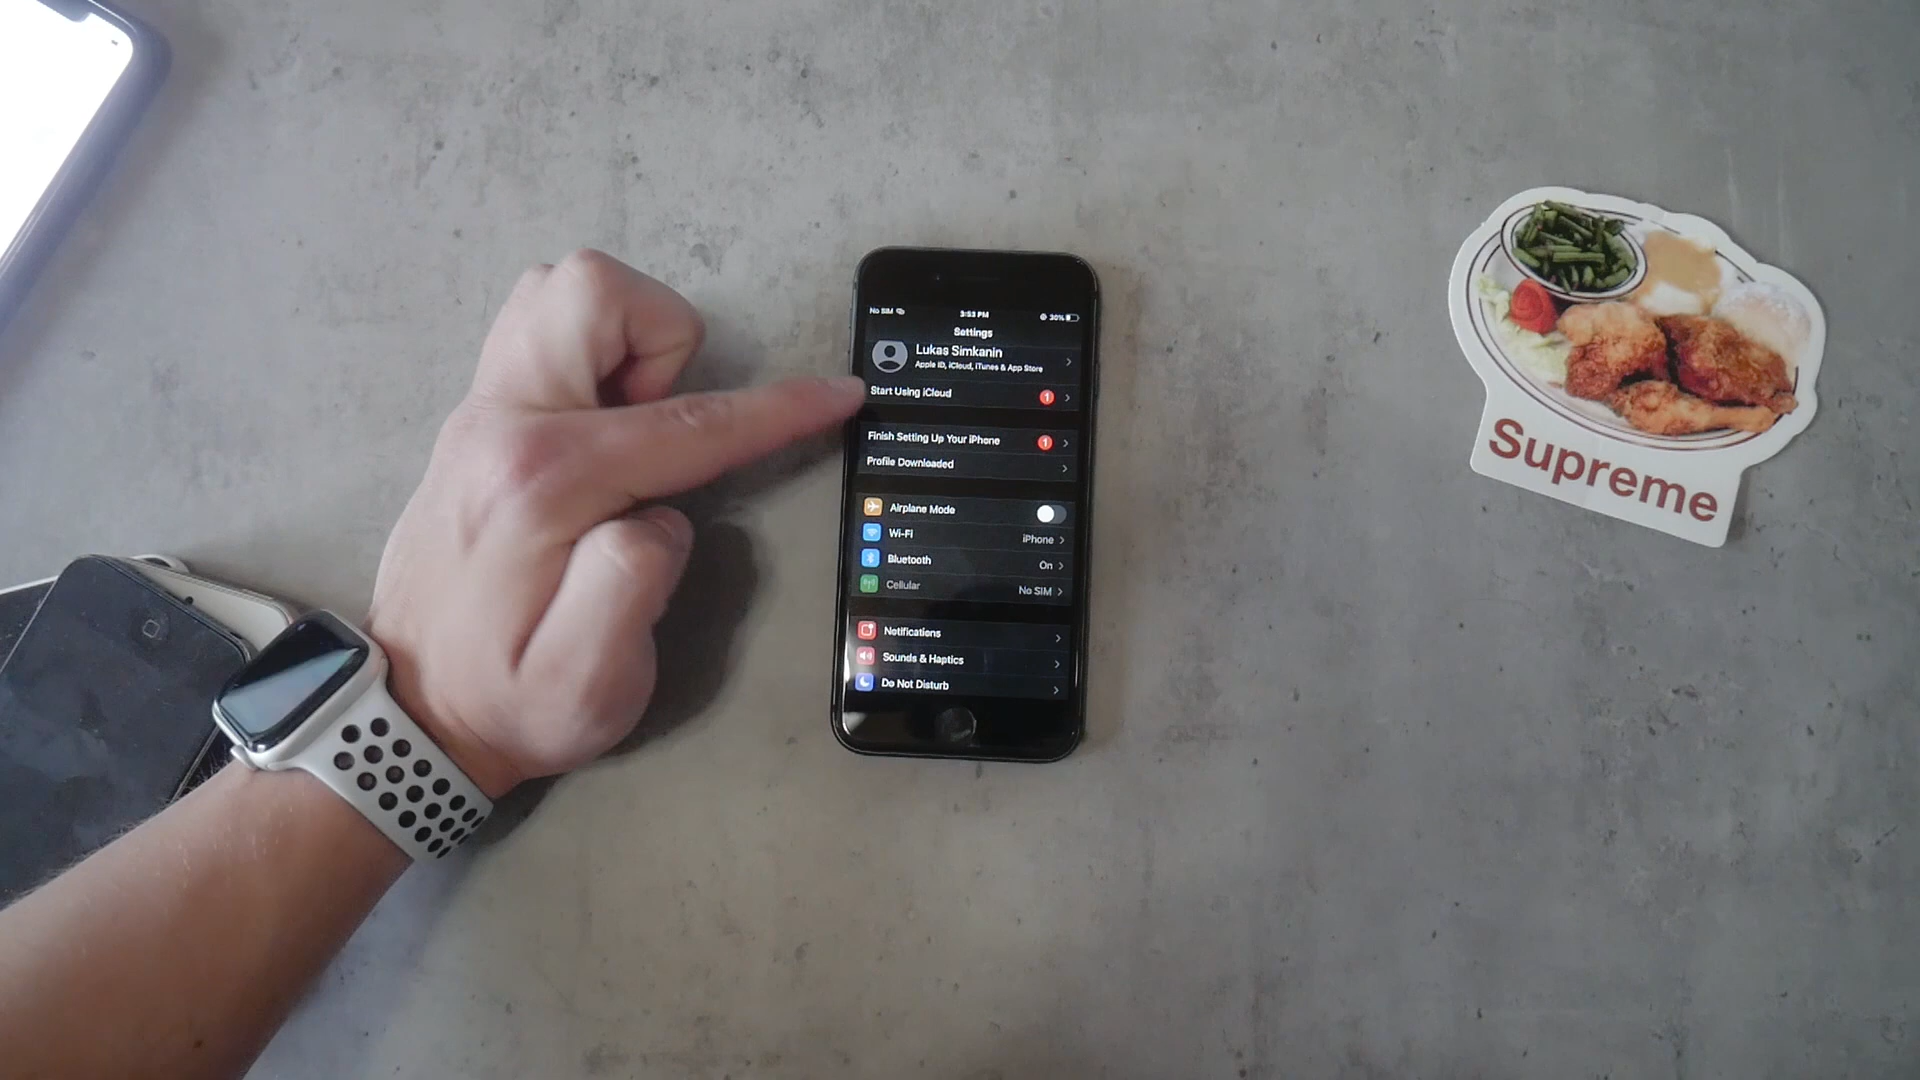 No SIM
3:53 PM
30%
Settings
Lukas Simkanin
Apple ID, iCloud, iTunes & App Store
Start Using iCloud
1
Finish Setting Up Your iPhone
1
Profile Downloaded
Airplane Mode
Wi-Fi
iPhone
Bluetooth
On
Cellular
No SIM
Notifications
Sounds & Haptics
Do Not Disturb
Supreme